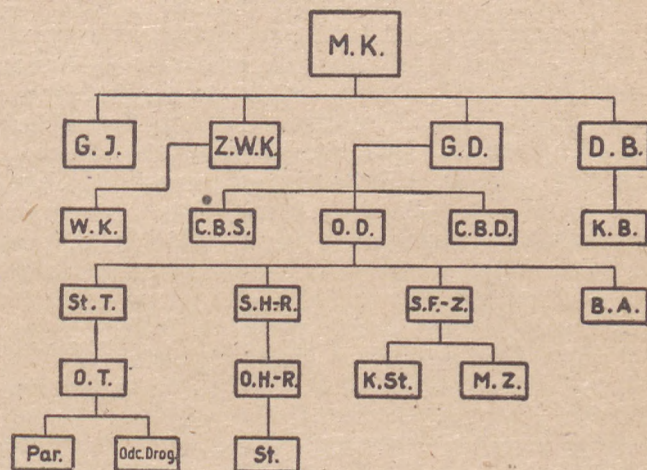 M.K.
G.J.
Z.W.K.
G.D.
D.B.
W.K.
C.B.S.
O.D.
C.B.D.
K.B.
St.T.
S.H-R.
S.F.-Z.
B.A.
O.T.
O.H-R.
K.St.
M.Z.
Par.
Odc.Drog.
St.